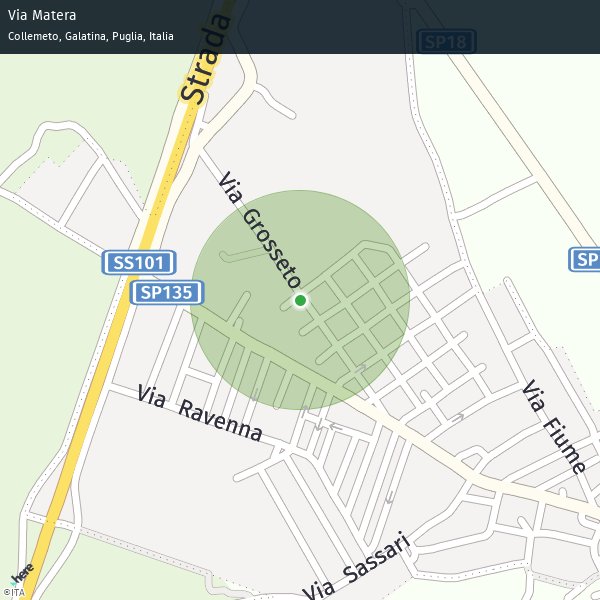 Via Matera
Collemeto, Galatina, Puglia, Italia
Strada
SP18
Via Grosseto
SS101
SP
SP135
Via Ravenna
Via Fiume
Via Sassari
here
©ITA